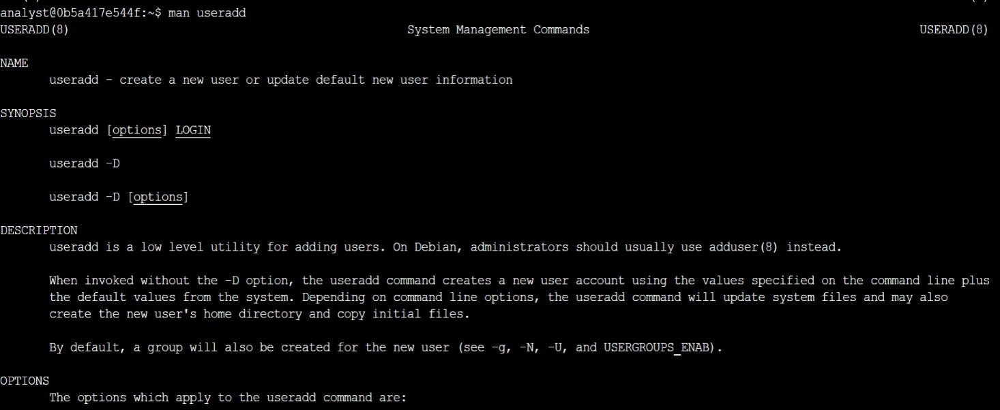 analyst@0b5a417e544f:~$ man useradd
USERADD(8) System Management Commands USERADD(8)
NAME
useradd - create a new user or update default new user information
SYNOPSIS
useradd [options] LOGIN
useradd -D
useradd -D [options]
DESCRIPTION
useradd is a low level utility for adding users. On Debian, administrators should usually use adduser(8) instead.
When invoked without the -D option, the useradd command creates a new user account using the values specified on the command line plus
the default values from the system. Depending on command line options, the useradd command will update system files and may also
create the new user's home directory and copy initial files.
By default, a group will also be created for the new user (see -g, -N, -U, and USERGROUPS_ENAB).
OPTIONS
The options which apply to the useradd command are: